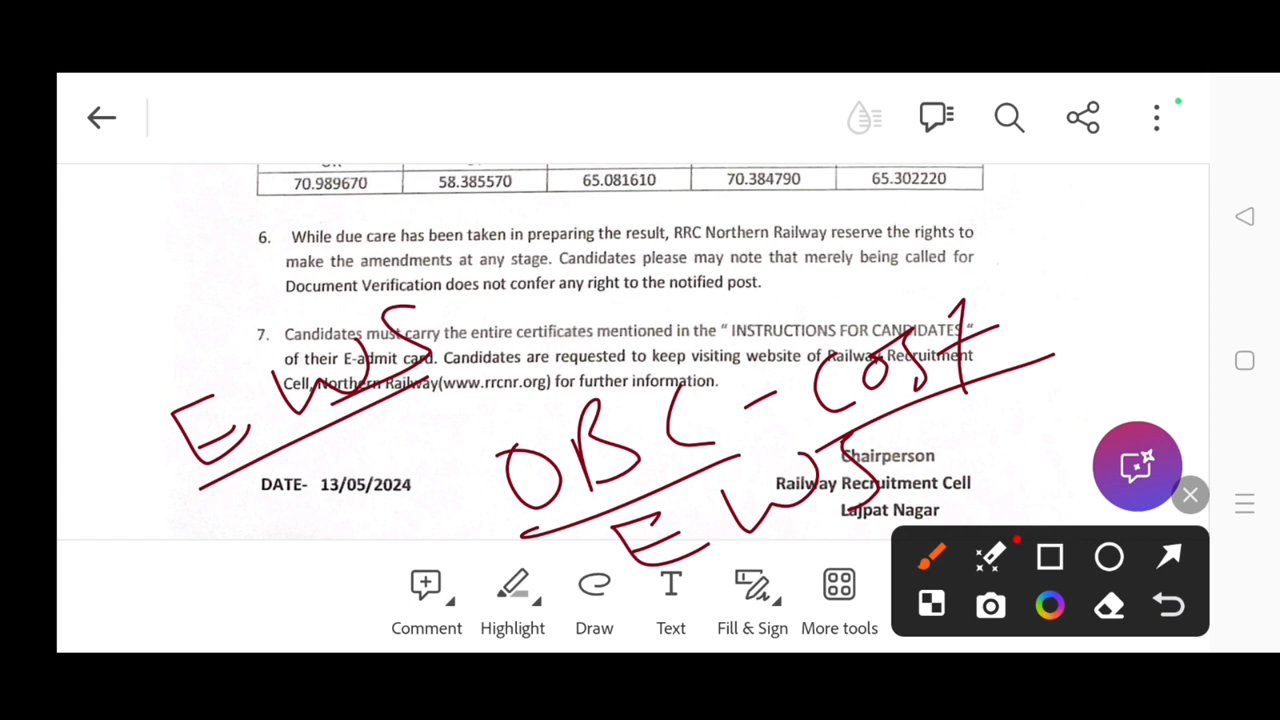 70.989670 58.385570 65.081610 70.384790 65.302220
6. While due care has been taken in preparing the result, RRC Northern Railway reserve the rights to
make the amendments at any stage. Candidates please may note that merely being called for
Document Verification does not confer any right to the notified post.
7. Candidates must carry the entire certificates mentioned in the “ INSTRUCTIONS FOR CANDIDATES “
of their E-admit card. Candidates are requested to keep visiting website of Railway Recruitment
Cell, Northern Railway(www.rrcnr.org) for further information.
EWS
OBC - COST
EWS
Chairperson
DATE- 13/05/2024 Railway Recruitment Cell
Lajpat Nagar
Comment Highlight Draw Text Fill & Sign More tools